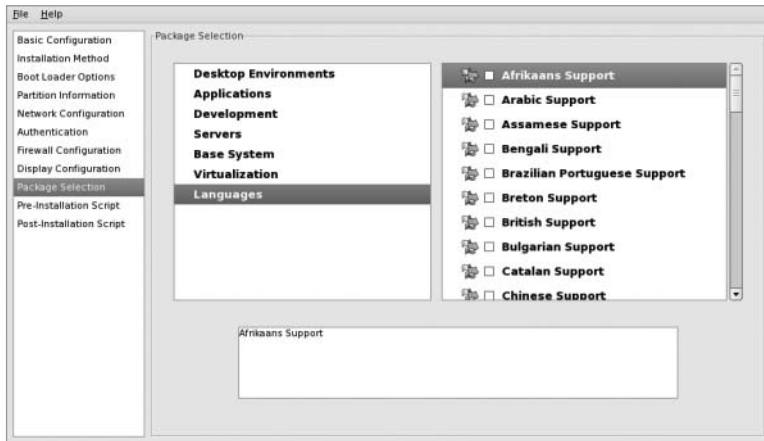 File Help
Basic Configuration
Installation Method
Boot Loader Options
Partition Information
Network Configuration
Authentication
Firewall Configuration
Display Configuration
Package Selection
Pre-Installation Script
Post-Installation Script
Package Selection
Desktop Environments
Applications
Development
Servers
Base System
Virtualization
Languages
Afrikaans Support
Arabic Support
Assamese Support
Bengali Support
Brazilian Portuguese Support
Breton Support
British Support
Bulgarian Support
Catalan Support
Chinese Support
Afrikaans Support